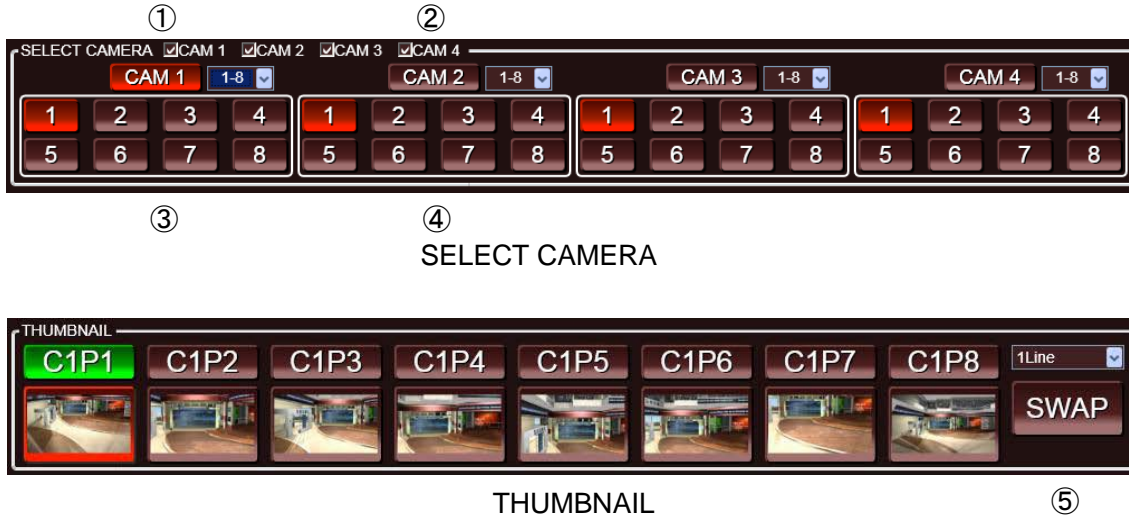 ① ②
SELECT CAMERA CAM 1 CAM 2 CAM 3 CAM 4
CAM 1 1-8 CAM 2 1-8 CAM 3 1-8 CAM 4 1-8
1 2 3 4 1 2 3 4 1 2 3 4 1 2 3 4
5 6 7 8 5 6 7 8 5 6 7 8 5 6 7 8
③ ④
SELECT CAMERA
THUMBNAIL
C1P1 C1P2 C1P3 C1P4 C1P5 C1P6 C1P7 C1P8 1Line
SWAP
THUMBNAIL ⑤